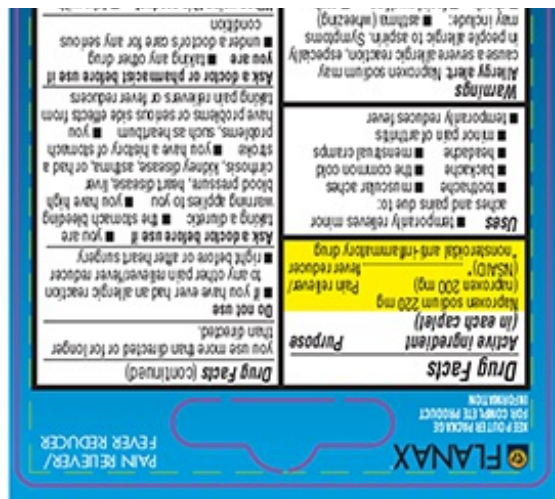 FLANAX®
PAIN RELIEVER/
FEVER REDUCER
KEEP OUTER PACKAGE
FOR COMPLETE PRODUCT
INFORMATION
Drug Facts
Active ingredient Purpose
(in each caplet)
Naproxen sodium 220 mg
(naproxen 200 mg) Pain reliever/
(NSAID)* fever reducer
*nonsteroidal anti-inflammatory drug
Uses ■ temporarily relieves minor
aches and pains due to:
■ toothache ■ muscular aches
■ backache ■ the common cold
■ headache ■ menstrual cramps
■ minor pain of arthritis
■ temporarily reduces fever
Warnings
Allergy alert: Naproxen sodium may
cause a severe allergic reaction, especially
in people allergic to aspirin. Symptoms
may include: ■ asthma (wheezing)
Drug Facts (continued)
you use more than directed or for longer
than directed.
Do not use
■ if you have ever had an allergic reaction
to any other pain reliever/fever reducer
■ right before or after heart surgery
Ask a doctor before use if ■ you are
taking a diuretic ■ the stomach bleeding
warning applies to you ■ you have high
blood pressure, heart disease, liver
cirrhosis, kidney disease, asthma, or had a
stroke ■ you have a history of stomach
problems, such as heartburn ■ you
have problems or serious side effects from
taking pain relievers or fever reducers
Ask a doctor or pharmacist before use if
you are ■ taking any other drug
■ under a doctor's care for any serious
condition